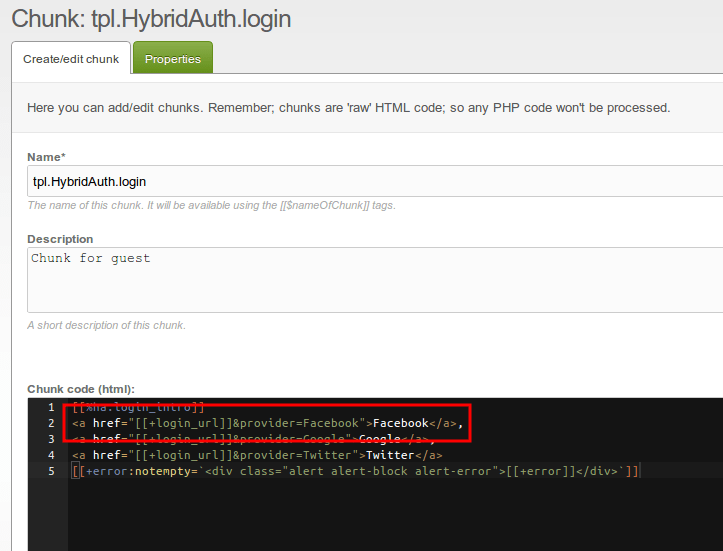 Chunk: tpl.HybridAuth.login
Create/edit chunk
Properties
Here you can add/edit chunks. Remember; chunks are 'raw' HTML code; so any PHP code won't be processed.
Name*
tpl.HybridAuth.login
The name of this chunk. It will be available using the [[$nameOfChunk]] tags.
Description
Chunk for guest
A short description of this chunk.
Chunk code (html):
1 [[%ha.login_intro]]
2 <a href="[[+login_url]]&provider=Facebook">Facebook</a>,
3 <a href="[[+login_url]]&provider=Google">Google</a>,
4 <a href="[[+login_url]]&provider=Twitter">Twitter</a>
5 [[+error:notempty=`<div class="alert alert-block alert-error">[[+error]]</div>`]]